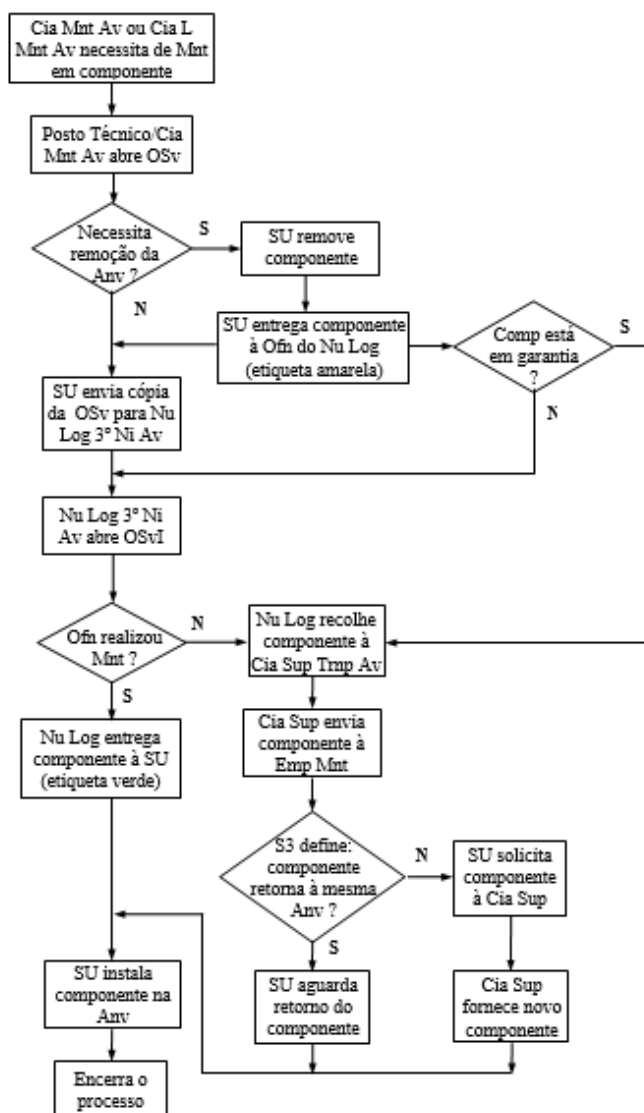 Cia Mnt Av ou Cia L
Mnt Av necessita de Mnt
em componente
Posto Técnico/Cia
Mnt Av abre OSv
Necessita
remoção da
Anv ?
S
N
SU remove
componente
SU entrega componente
à Ofn do Nu Log
(etiqueta amarela)
Comp está
em garantia
?
S
N
SU envia cópia
da OSv para Nu
Log 3º Ni Av
Nu Log 3º Ni
Av abre OSvI
Ofn realizou
Mnt ?
N
S
Nu Log recolhe
componente à
Cia Sup Trnp Av
Nu Log entrega
componente à SU
(etiqueta verde)
Cia Sup envia
componente à
Emp Mnt
S3 define:
componente
retorna à mesma
Anv ?
N
S
SU solicita
componente
à Cia Sup
SU instala
componente na
Anv
SU aguarda
retorno do
componente
Cia Sup
fornece novo
componente
Encerra o
processo